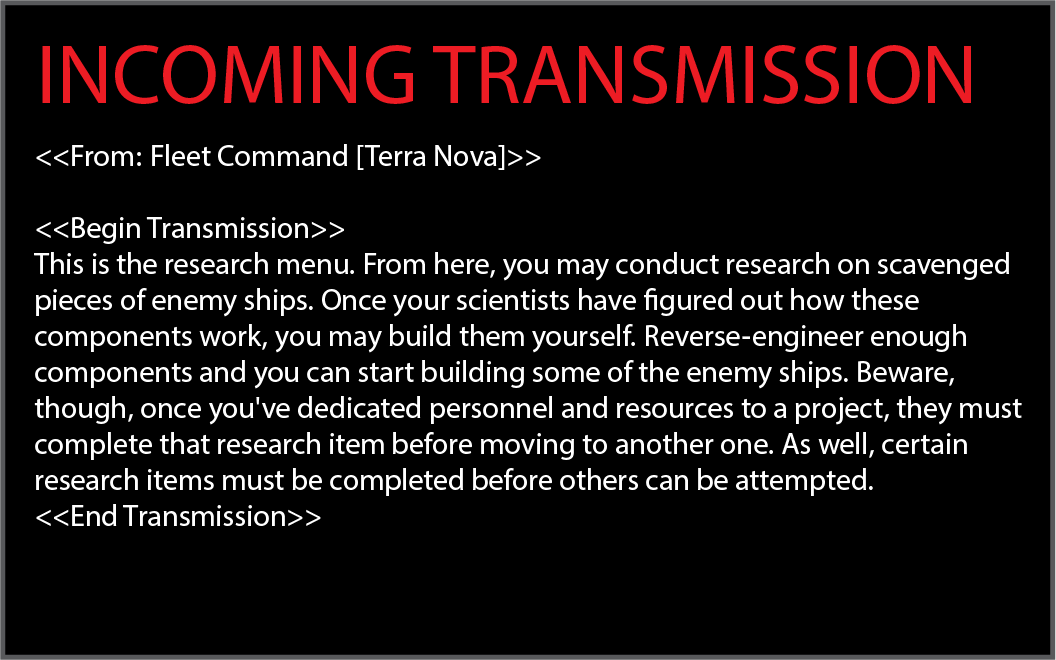 INCOMING TRANSMISSION
<<From: Fleet Command [Terra Nova]>>
<<Begin Transmission>>
This is the research menu. From here, you may conduct research on scavenged
pieces of enemy ships. Once your scientists have figured out how these
components work, you may build them yourself. Reverse-engineer enough
components and you can start building some of the enemy ships. Beware,
though, once you've dedicated personnel and resources to a project, they must
complete that research item before moving to another one. As well, certain
research items must be completed before others can be attempted.
<<End Transmission>>